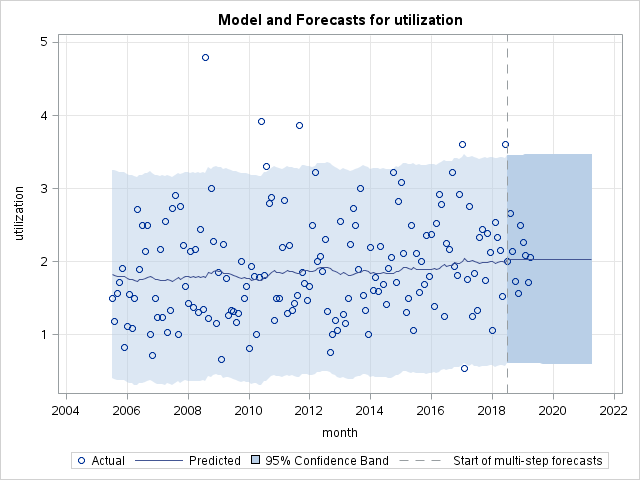 Model and Forecasts for utilization
5
4
3
2
1
utilization
2004 2006 2008 2010 2012 2014 2016 2018 2020 2022
month
Actual Predicted 95% Confidence Band Start of multi-step forecasts